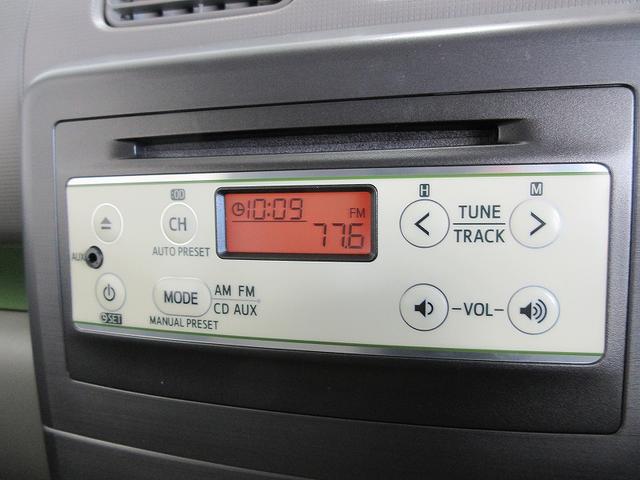 :00
H
M
CH
10:09
FM
77.6
TUNE
TRACK
AUTO PRESET
AUX
MODE
AM FM
CD AUX
-VOL-
SET
MANUAL PRESET